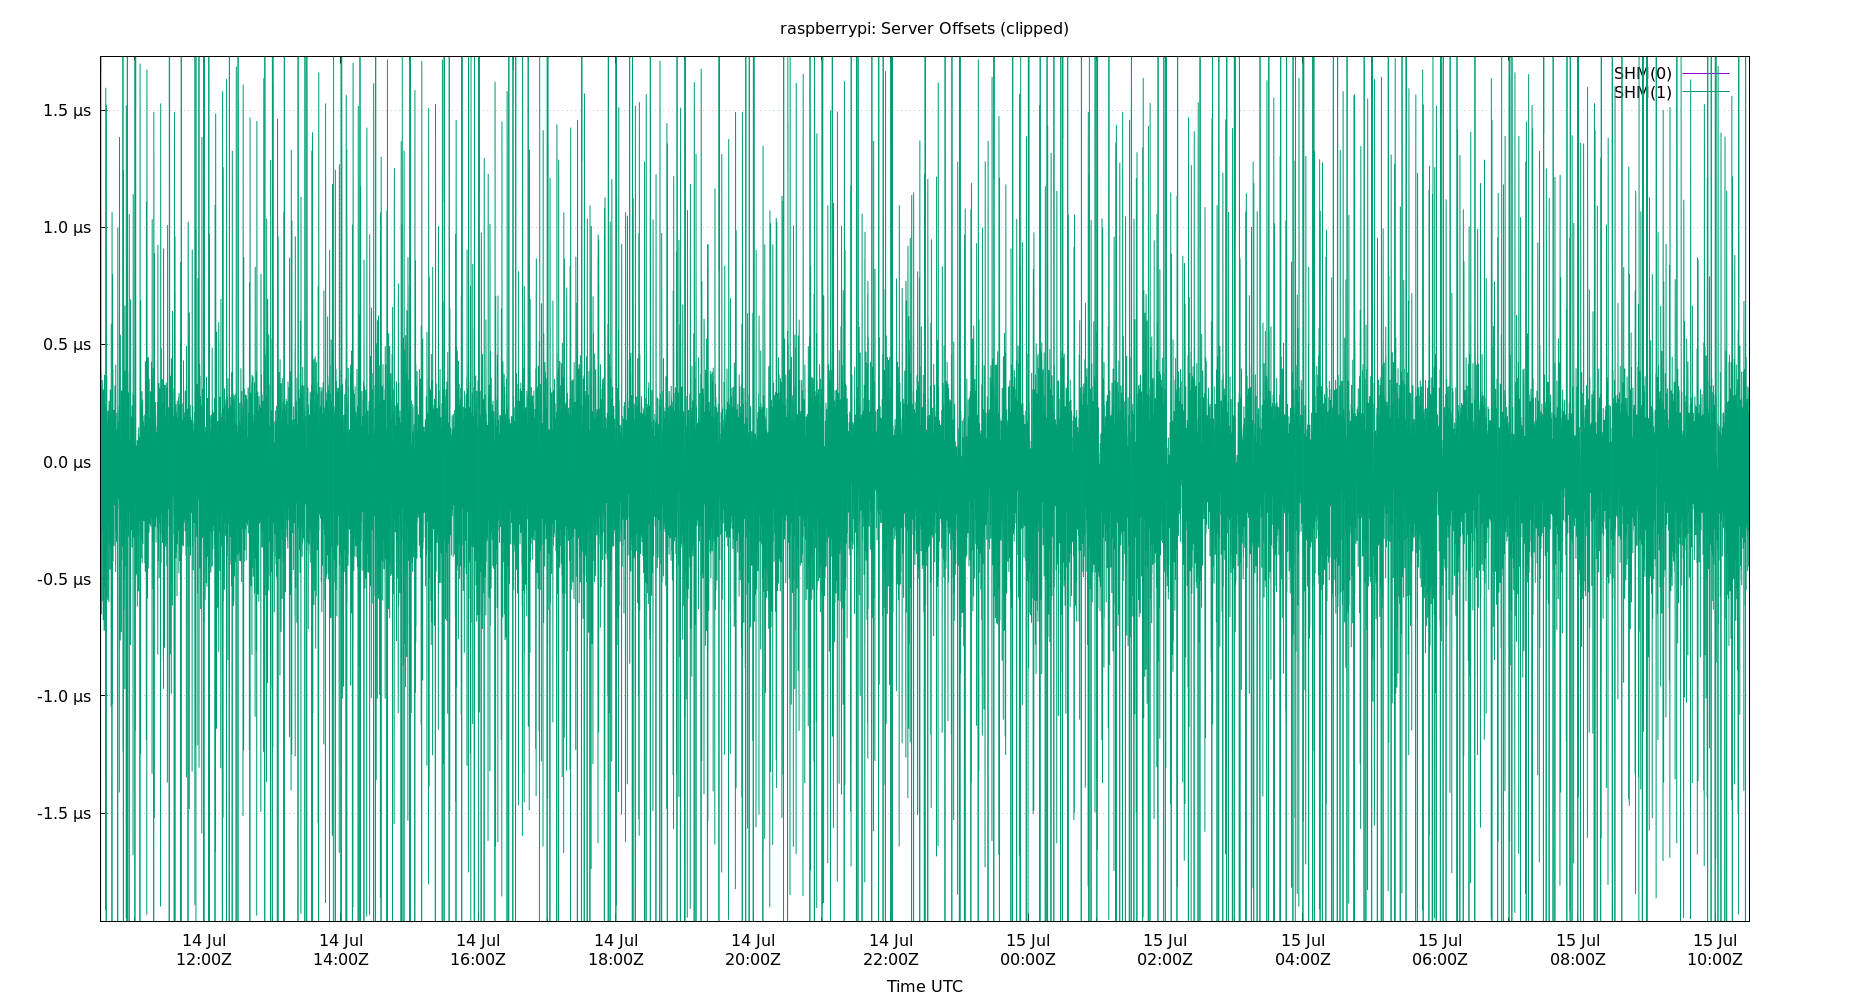 raspberrypi: Server Offsets (clipped)
SHM(0)
SHM(1)
1.5 µs
1.0 µs
0.5 µs
0.0 µs
-0.5 µs
-1.0 µs
-1.5 µs
14 Jul 14 Jul 14 Jul 14 Jul 14 Jul 14 Jul 15 Jul 15 Jul 15 Jul 15 Jul 15 Jul 15 Jul
12:00Z 14:00Z 16:00Z 18:00Z 20:00Z 22:00Z 00:00Z 02:00Z 04:00Z 06:00Z 08:00Z 10:00Z
Time UTC